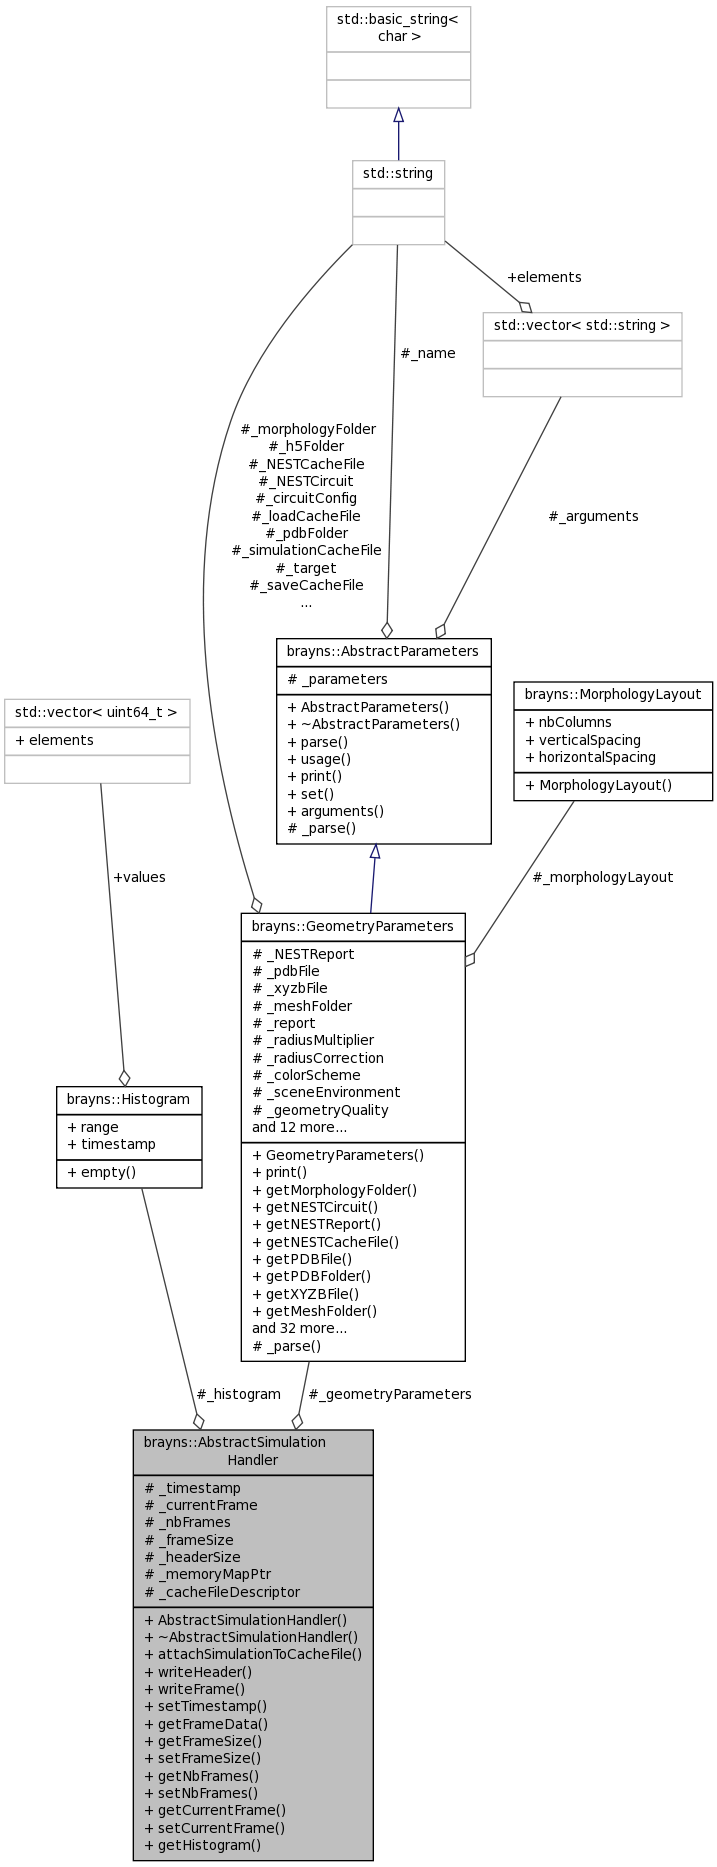 std::basic_string<
char >
std::string
+elements
std::vector< std::string >
#_name
#_morphologyFolder
#_h5Folder
#_NESTCacheFile
#_NESTCircuit
#_circuitConfig
#_loadCacheFile
#_pdbFolder
#_simulationCacheFile
#_target
#_saveCacheFile
...
#_arguments
brayns::AbstractParameters
# _parameters
+ AbstractParameters()
+ ~AbstractParameters()
+ parse()
+ usage()
+ print()
+ set()
+ arguments()
# _parse()
brayns::MorphologyLayout
+ nbColumns
+ verticalSpacing
+ horizontalSpacing
+ MorphologyLayout()
std::vector< uint64_t >
+ elements
+values
#_morphologyLayout
brayns::GeometryParameters
# _NESTReport
# _pdbFile
# _xyzbFile
# _meshFolder
# _report
# _radiusMultiplier
# _radiusCorrection
# _colorScheme
# _sceneEnvironment
# _geometryQuality
and 12 more...
+ GeometryParameters()
+ print()
+ getMorphologyFolder()
+ getNESTCircuit()
+ getNESTReport()
+ getNESTCacheFile()
+ getPDBFile()
+ getPDBFolder()
+ getXYZBFile()
+ getMeshFolder()
and 32 more...
# _parse()
brayns::Histogram
+ range
+ timestamp
+ empty()
#_histogram
#_geometryParameters
brayns::AbstractSimulation
Handler
# _timestamp
# _currentFrame
# _nbFrames
# _frameSize
# _headerSize
# _memoryMapPtr
# _cacheFileDescriptor
+ AbstractSimulationHandler()
+ ~AbstractSimulationHandler()
+ attachSimulationToCacheFile()
+ writeHeader()
+ writeFrame()
+ setTimestamp()
+ getFrameData()
+ getFrameSize()
+ setFrameSize()
+ getNbFrames()
+ setNbFrames()
+ getCurrentFrame()
+ setCurrentFrame()
+ getHistogram()